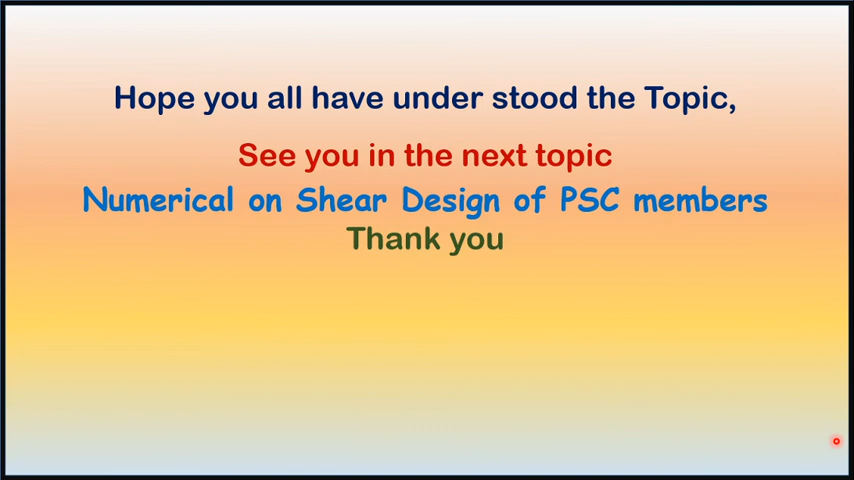 Hope you all have under stood the Topic,
See you in the next topic
Numerical on Shear Design of PSC members
Thank you